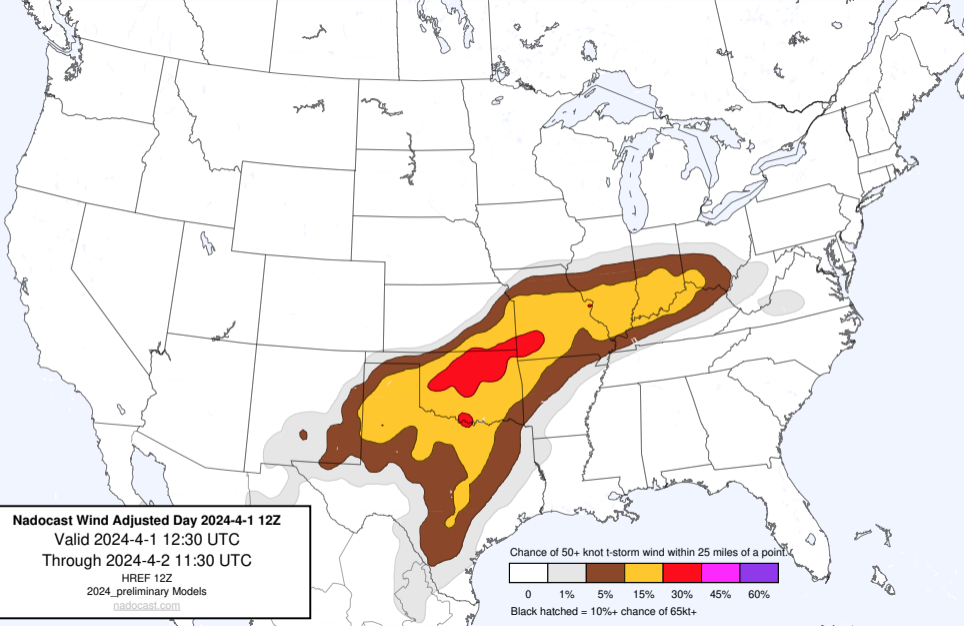 Nadocast Wind Adjusted Day 2024-4-1 12Z
Valid 2024-4-1 12:30 UTC
Through 2024-4-2 11:30 UTC
HREF 12Z
2024_preliminary Models
nadocast.com
Chance of 50+ knot t-storm wind within 25 miles of a point.
0 1% 5% 15% 30% 45% 60%
Black hatched = 10%+ chance of 65kt+